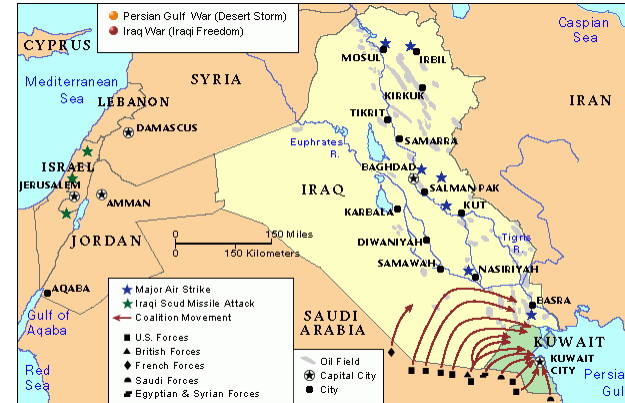 Persian Gulf War (Desert Storm)
Iraq War (Iraqi Freedom)
CYPRUS
Caspian
Sea
Mediterranean
Sea
SYRIA
LEBANON
DAMASCUS
ISRAEL
JERUSALEM
AMMAN
JORDAN
AQABA
Gulf of
Aqaba
Red
Sea
MOSUL
IRBIL
KIRKUK
TIKRIT
SAMARRA
Euphrates
R.
BAGHDAD
SALMAN PAK
IRAQ
KARBALA
KUT
DIWANIYAH
Tigris
R.
SAMAWAH
NASIRIYAH
BASRA
IRAN
0 150 Miles
0 150 Kilometers
SAUDI
ARABIA
KUWAIT
KUWAIT
CITY
Persia
Gu
Major Air Strike
Iraqi Scud Missile Attack
Coalition Movement
U.S. Forces
British Forces
French Forces
Saudi Forces
Egyptian & Syrian Forces
Oil Field
Capital City
City